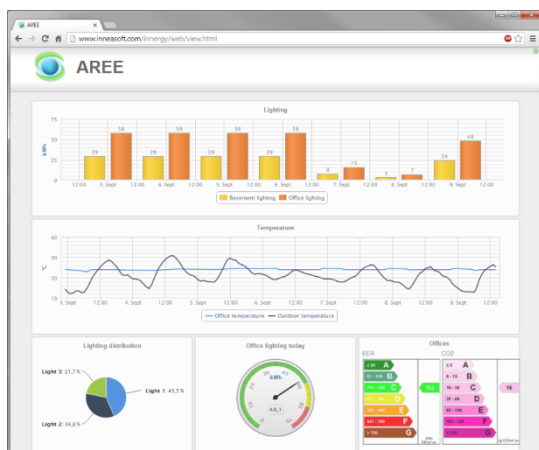 AREE
www.inneasoft.com/innergy/web/view.html
AREE
Lighting
75
50
25
0
kWh
29 58 29 58 29 58 29 58 8 15 3 7 24 48
12:00 3. Sept 12:00 4. Sept 12:00 5. Sept 12:00 6. Sept 12:00 7. Sept 12:00 8. Sept 12:00 9. Sept 12:00
Basement lighting Office lighting
Temperature
40
30
20
10
°C
3. Sept 12:00 4. Sept 12:00 5. Sept 12:00 6. Sept 12:00 7. Sept 12:00 8. Sept 12:00 9. Sept 12:00
Office temperature Outdoor temperature
Lighting distribution
Light 3: 21,7 %
Light 1: 43,5 %
Light 2: 34,8 %
Office lighting today
kWh
48,1
Offices
EER CO2
A A
B B
C C
D D
E E
F F
G G